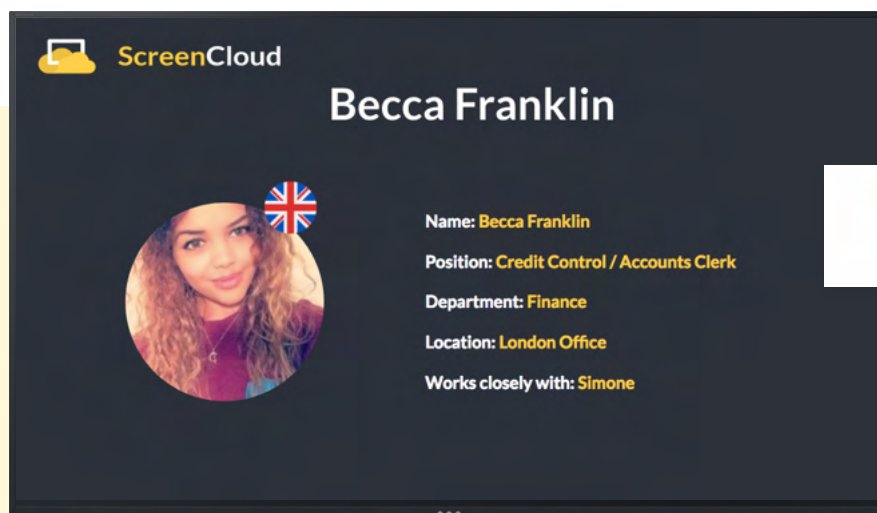 ScreenCloud
Becca Franklin
Name: Becca Franklin
Position: Credit Control / Accounts Clerk
Department: Finance
Location: London Office
Works closely with: Simone